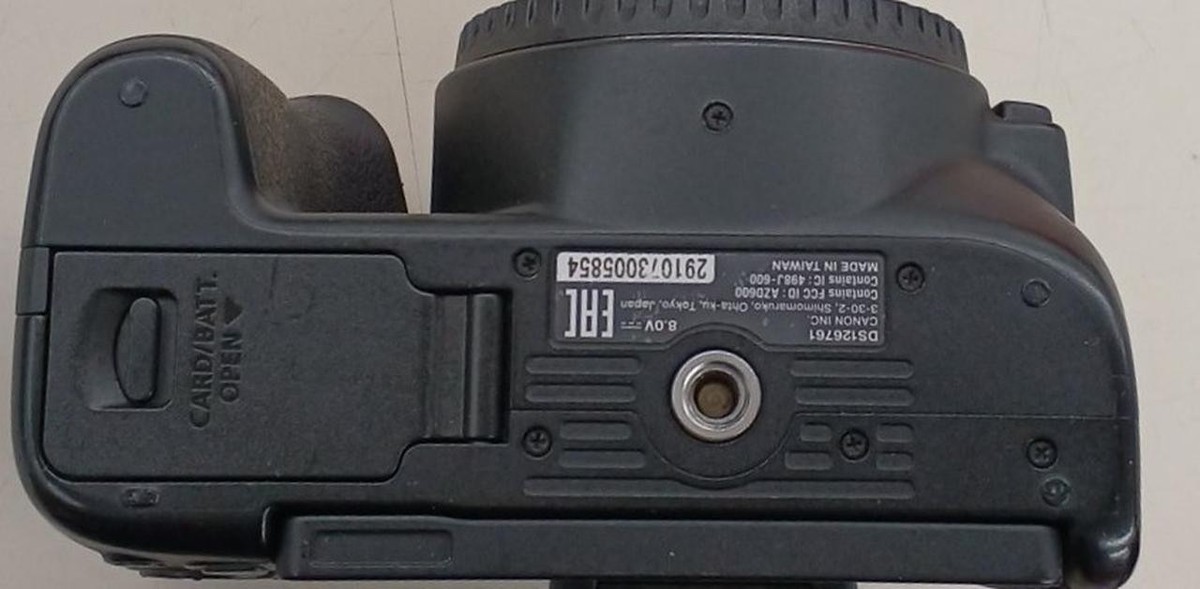 DS126761
CANON INC.
3-30-2, Shimomaruko, Ohta-ku, Tokyo, Japan
Contains FCC ID: AZD600
Contains IC: 498J-600
MADE IN TAIWAN
8.0V
EAC
291073005854
CARD/BATT.
OPEN